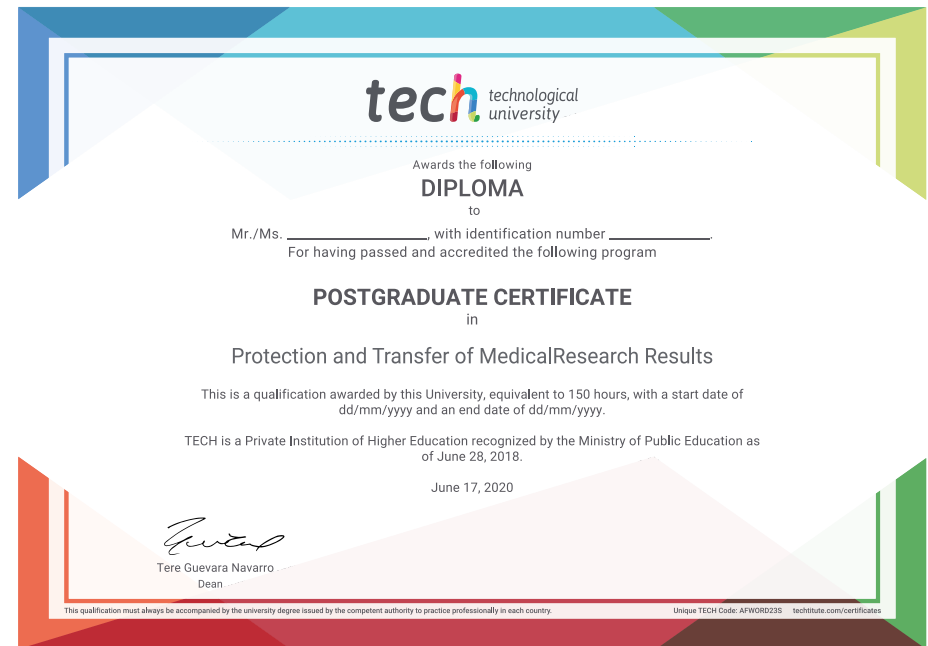 tech technological
university
Awards the following
DIPLOMA
to
Mr./Ms. ____________________, with identification number ______________.
For having passed and accredited the following program
POSTGRADUATE CERTIFICATE
in
Protection and Transfer of MedicalResearch Results
This is a qualification awarded by this University, equivalent to 150 hours, with a start date of
dd/mm/yyyy and an end date of dd/mm/yyyy.
TECH is a Private Institution of Higher Education recognized by the Ministry of Public Education as
of June 28, 2018.
June 17, 2020
Tere Guevara Navarro
Dean
This qualification must always be accompanied by the university degree issued by the competent authority to practice professionally in each country.
Unique TECH Code: AFWORD23S techtitute.com/certificates